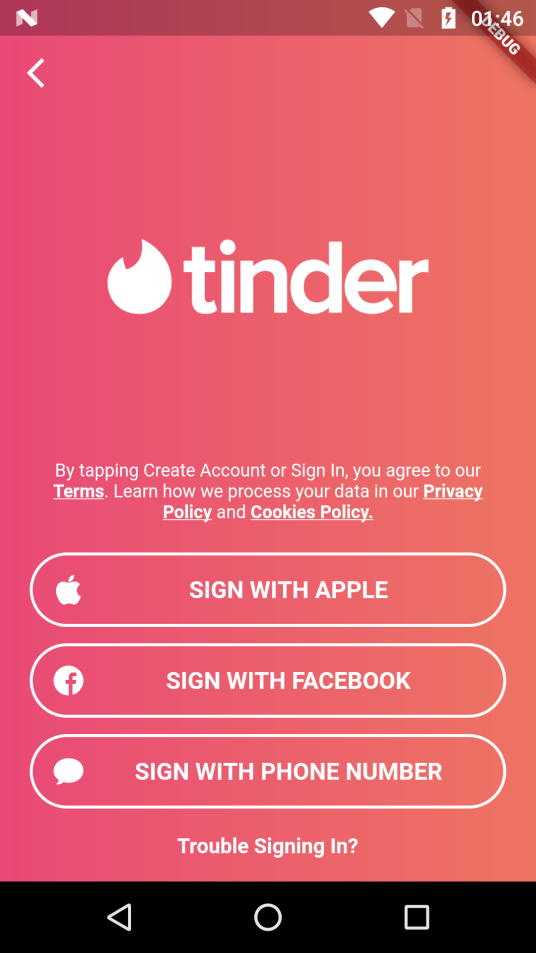 01:46
DEBUG
tinder
By tapping Create Account or Sign In, you agree to our
Terms. Learn how we process your data in our Privacy
Policy and Cookies Policy.
SIGN WITH APPLE
SIGN WITH FACEBOOK
SIGN WITH PHONE NUMBER
Trouble Signing In?